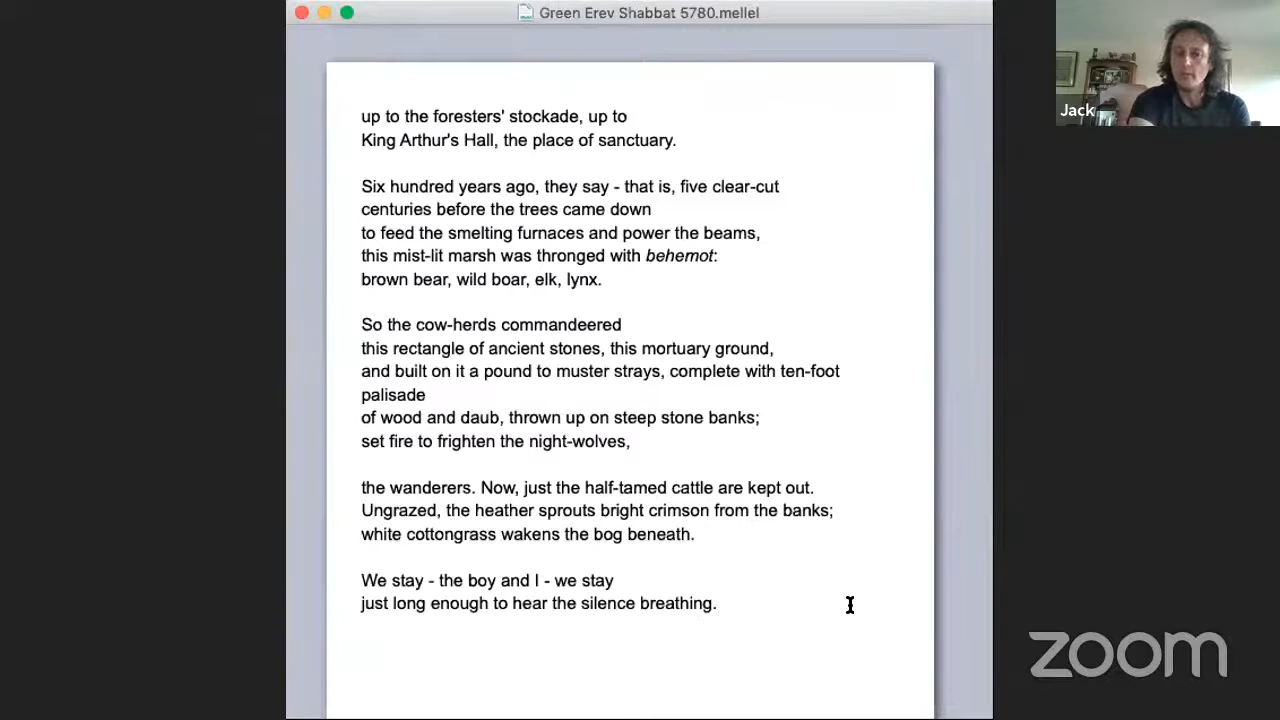 Green Erev Shabbat 5780.mellel
Jack
up to the foresters' stockade, up to
King Arthur's Hall, the place of sanctuary.
Six hundred years ago, they say - that is, five clear-cut
centuries before the trees came down
to feed the smelting furnaces and power the beams,
this mist-lit marsh was thronged with behemot:
brown bear, wild boar, elk, lynx.
So the cow-herds commandeered
this rectangle of ancient stones, this mortuary ground,
and built on it a pound to muster strays, complete with ten-foot
palisade
of wood and daub, thrown up on steep stone banks;
set fire to frighten the night-wolves,
the wanderers. Now, just the half-tamed cattle are kept out.
Ungrazed, the heather sprouts bright crimson from the banks;
white cottongrass wakens the bog beneath.
We stay - the boy and I - we stay
just long enough to hear the silence breathing.
zoom